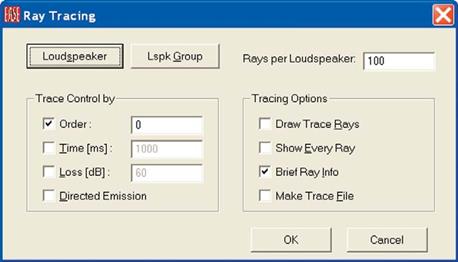 EASE Ray Tracing
Loudspeaker Lspk Group Rays per Loudspeaker: 100
Trace Control by Tracing Options
Order : 0 Draw Trace Rays
Time [ms] : 1000 Show Every Ray
Loss [dB] : 60 Brief Ray Info
Directed Emission Make Trace File
OK Cancel